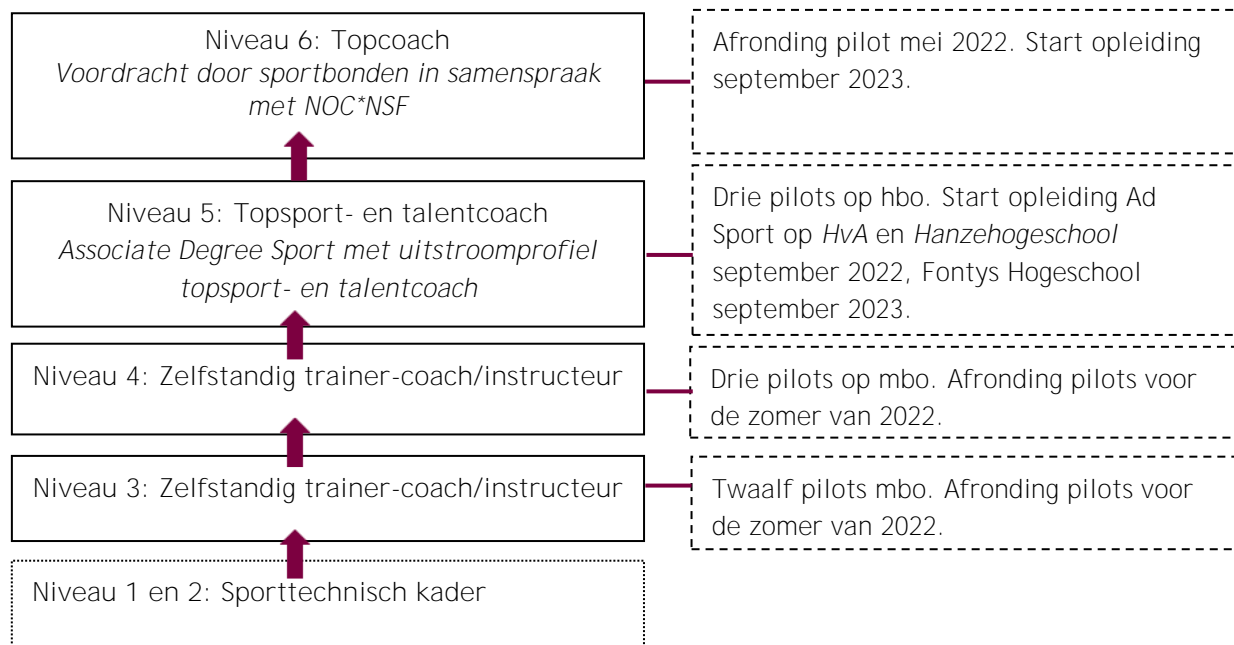 Niveau 6: Topcoach
Voordracht door sportbonden in samenspraak
met NOC*NSF
Afronding pilot mei 2022. Start opleiding
september 2023.
Niveau 5: Topsport- en talentcoach
Associate Degree Sport met uitstroomprofiel
topsport- en talentcoach
Drie pilots op hbo. Start opleiding Ad
Sport op HvA en Hanzehogeschool
september 2022, Fontys Hogeschool
september 2023.
Niveau 4: Zelfstandig trainer-coach/instructeur
Drie pilots op mbo. Afronding pilots voor
de zomer van 2022.
Niveau 3: Zelfstandig trainer-coach/instructeur
Twaalf pilots mbo. Afronding pilots voor
de zomer van 2022.
Niveau 1 en 2: Sporttechnisch kader